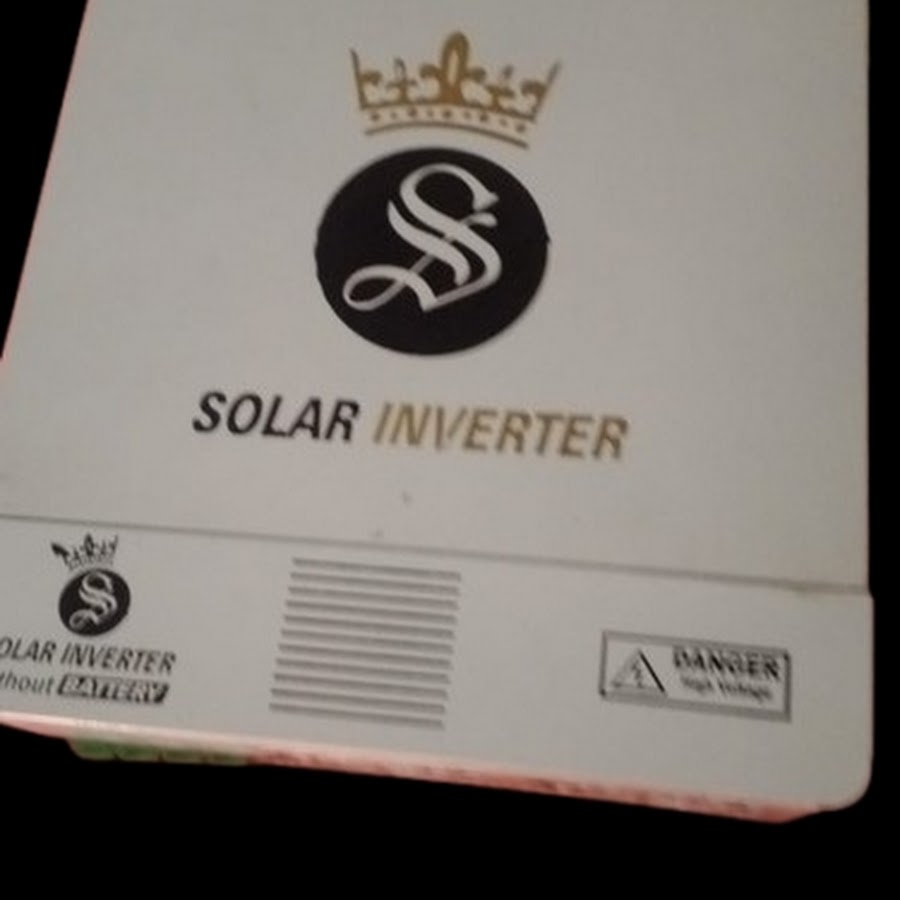 S
SOLAR INVERTER
S
OLAR INVERTER
thout BATTERY
DANGER
High Voltage